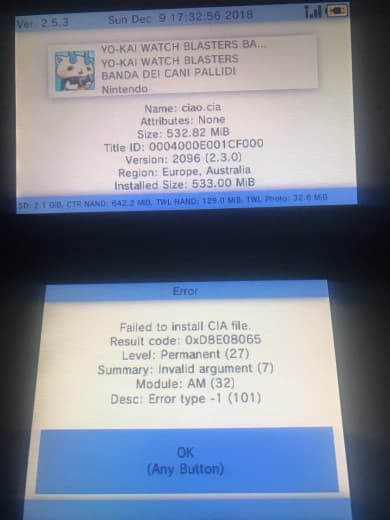 Ver. 2.5.3 Sun Dec 9 17:32:56 2018
YO-KAI WATCH BLASTERS BA...
YO-KAI WATCH BLASTERS
BANDA DEI CANI PALLIDI
Nintendo
Name: ciao.cia
Attributes: None
Size: 532.82 MiB
Title ID: 0004000E001CF000
Version: 2096 (2.3.0)
Region: Europe, Australia
Installed Size: 533.00 MiB
SD: 2.1 GiB, CTR NAND: 642.2 MiB, TWL NAND: 129.0 MiB, TWL Photo: 32.6 MiB
Error
Failed to install CIA file.
Result code: 0xD8E08065
Level: Permanent (27)
Summary: Invalid argument (7)
Module: AM (32)
Desc: Error type -1 (101)
OK
(Any Button)